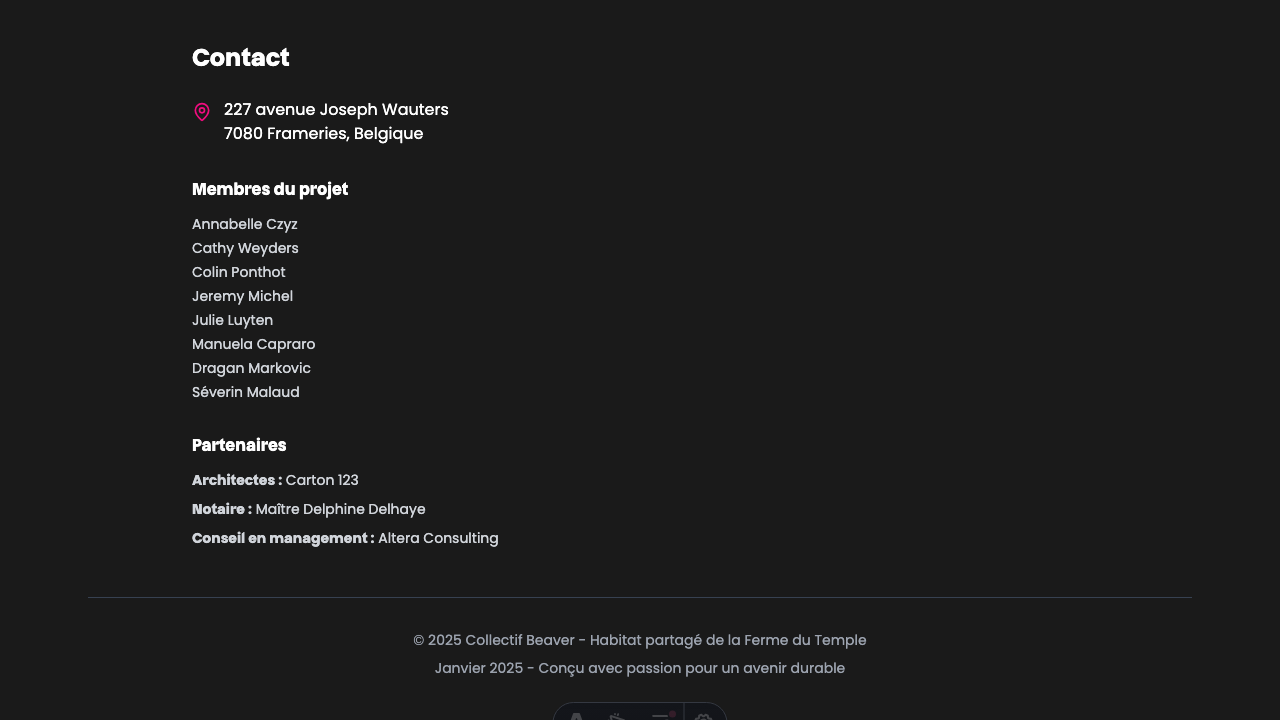 Contact
227 avenue Joseph Wauters
7080 Frameries, Belgique
Membres du projet
Annabelle Czyz
Cathy Weyders
Colin Ponthot
Jeremy Michel
Julie Luyten
Manuela Capraro
Dragan Markovic
Séverin Malaud
Partenaires
Architectes : Carton 123
Notaire : Maître Delphine Delhaye
Conseil en management : Altera Consulting
© 2025 Collectif Beaver - Habitat partagé de la Ferme du Temple
Janvier 2025 - Conçu avec passion pour un avenir durable